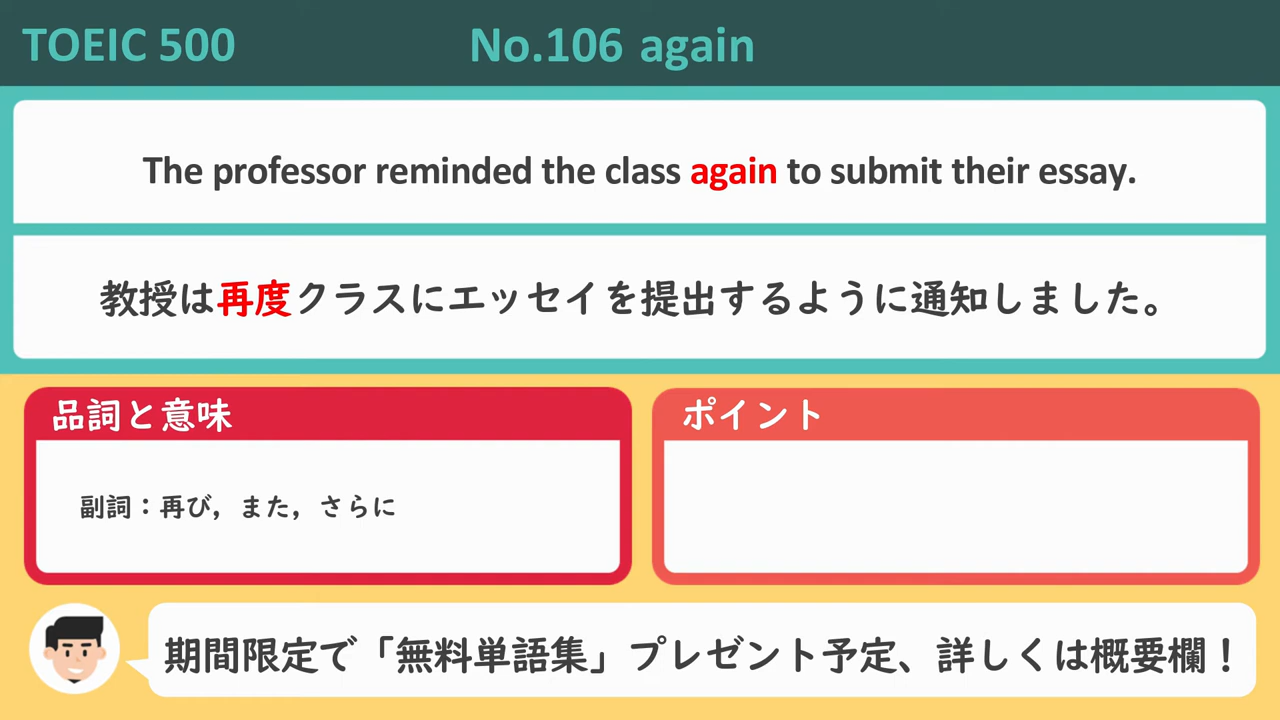 TOEIC 500
No.106 again
The professor reminded the class again to submit their essay.
教授は再度クラスにエッセイを提出するように通知しました。
品詞と意味
副詞：再び，また，さらに
ポイント
期間限定で「無料単語集」プレゼント予定、詳しくは概要欄！